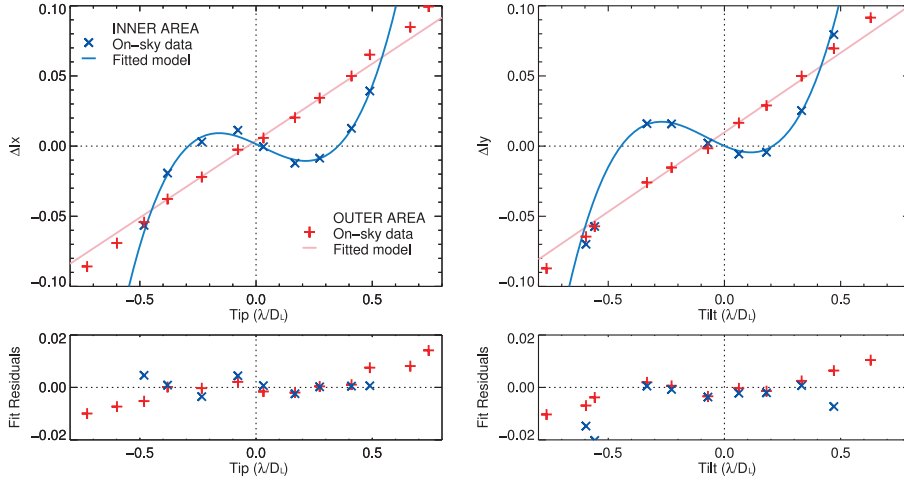 0.10
0.05
0.00
−0.05
−0.10
ΔIx
INNER AREA
On−sky data
Fitted model
OUTER AREA
On−sky data
Fitted model
−0.5
0.0
0.5
Tip (λ/D_L)
0.10
0.05
0.00
−0.05
−0.10
ΔIy
−0.5
0.0
0.5
Tilt (λ/D_L)
0.02
0.00
−0.02
Fit Residuals
−0.5
0.0
0.5
Tip (λ/D_L)
0.02
0.00
−0.02
Fit Residuals
−0.5
0.0
0.5
Tilt (λ/D_L)